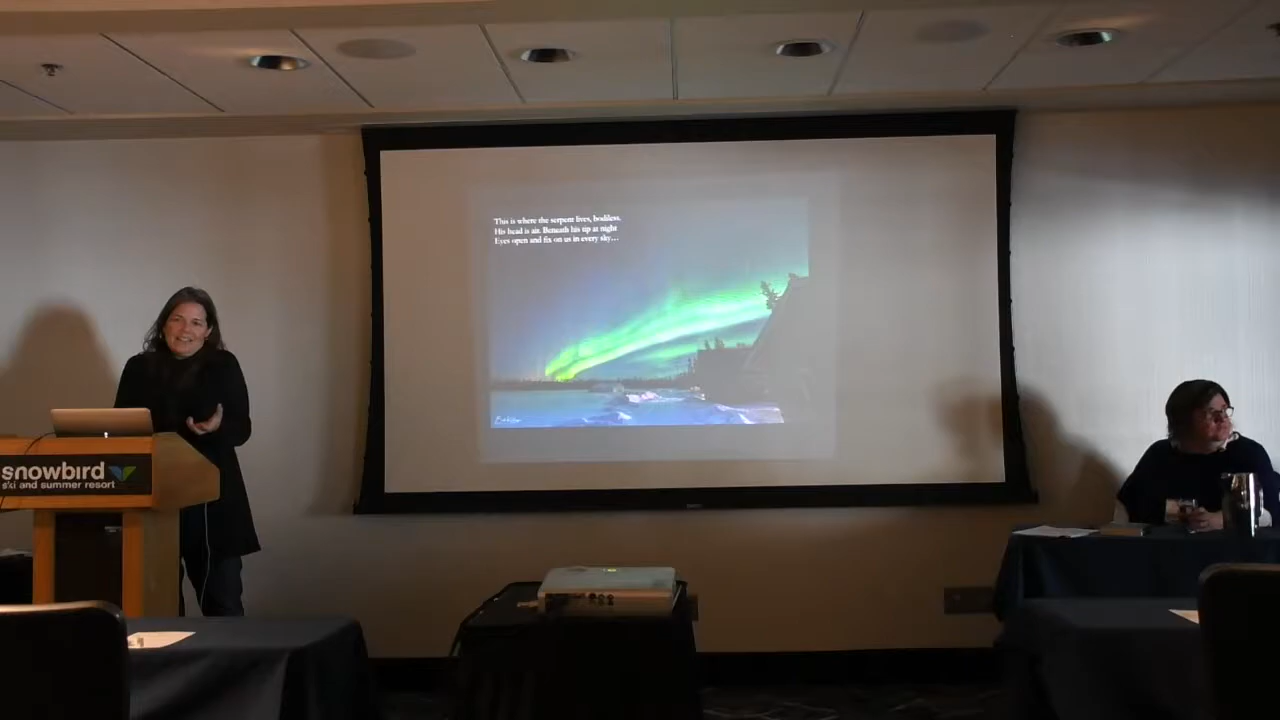 This is where the serpent lives, bodiless.
His head is air. Beneath his tip at night
Eyes open and fix on us in every sky…
snowbird
ski and summer resort